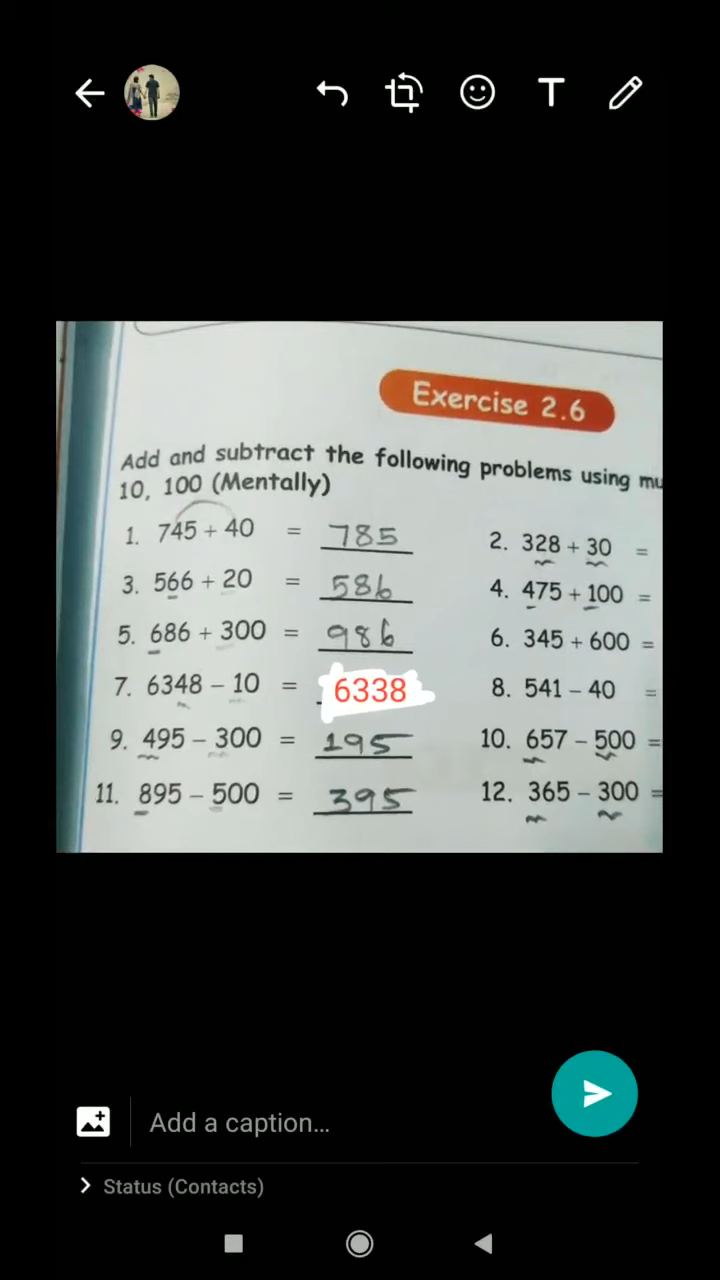 Exercise 2.6
Add and subtract the following problems using
10, 100 (Mentally)
1. 745 + 40 = 785
2. 328 + 30 =
3. 566 + 20 = 586
4. 475 + 100 =
5. 686 + 300 = 986
6. 345 + 600 =
7. 6348 – 10 = 6338
8. 541 – 40 =
9. 495 – 300 = 195
10. 657 – 500 =
11. 895 – 500 = 395
12. 365 – 300 =
Add a caption...
Status (Contacts)